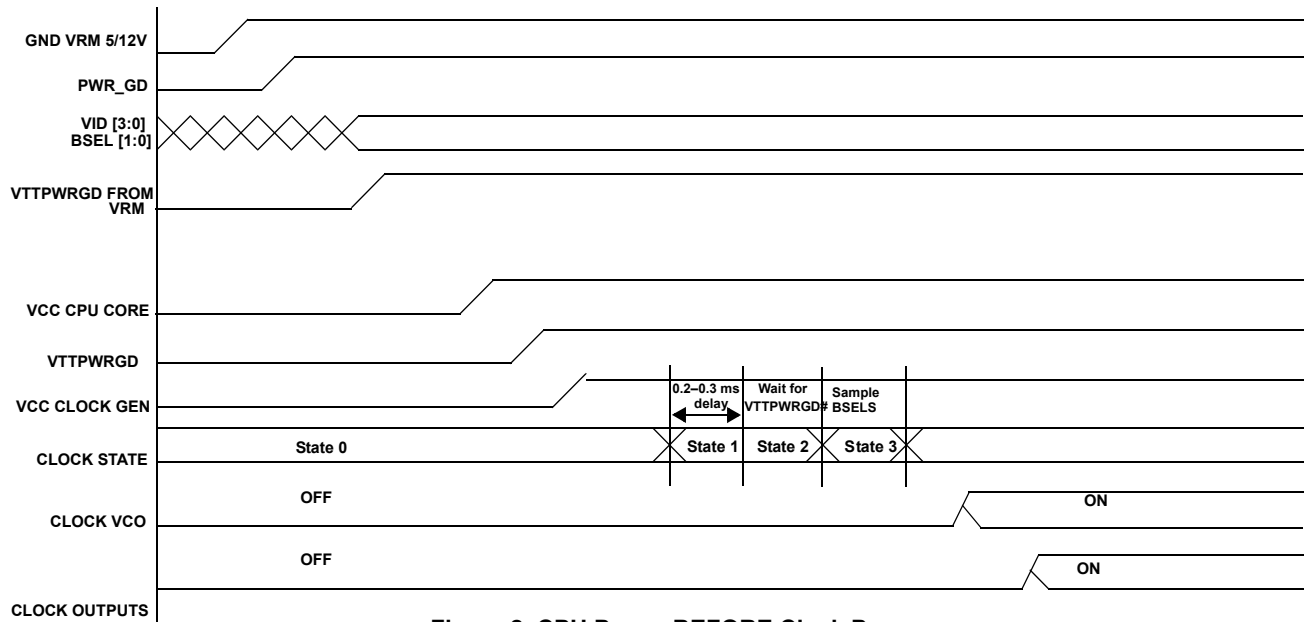 GND VRM 5/12V
PWR_GD
VID [3:0]
BSEL [1:0]
VTTPWRGD FROM
VRM
VCC CPU CORE
VTTPWRGD
VCC CLOCK GEN
0.2–0.3 ms
delay
Wait for
VTTPWRGD#
Sample
BSELS
CLOCK STATE
State 0
State 1
State 2
State 3
OFF
ON
CLOCK VCO
OFF
ON
CLOCK OUTPUTS
BEFORE